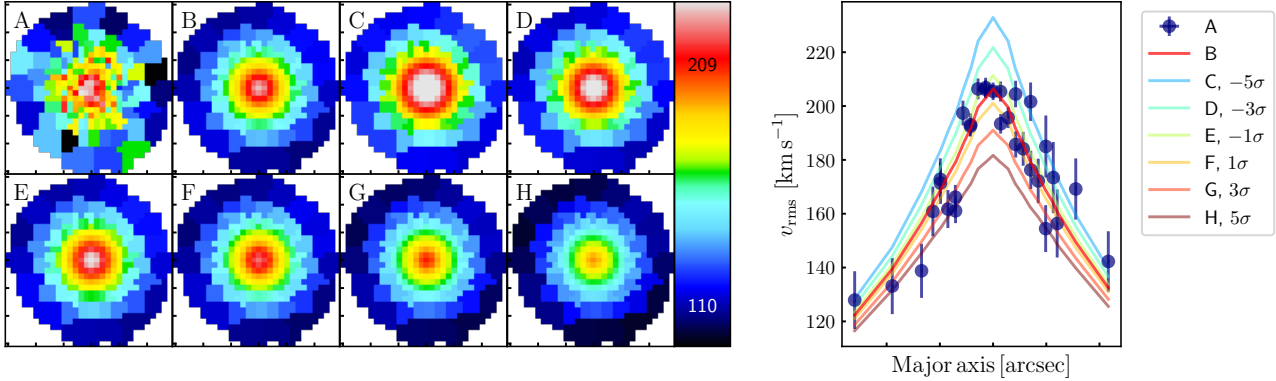 A
B
C
D
E
F
G
H
209
110
220
200
180
160
140
120
v_rms [km s⁻¹]
Major axis [arcsec]
A
B
C, −5σ
D, −3σ
E, −1σ
F, 1σ
G, 3σ
H, 5σ